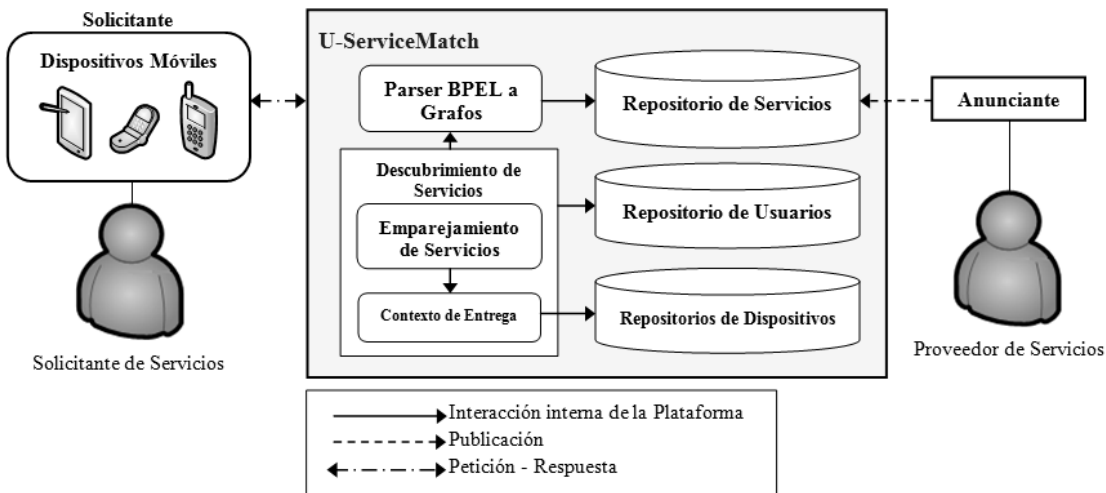 Solicitante
Dispositivos Móviles
Solicitante de Servicios
U-ServiceMatch
Parser BPEL a
Grafos
Descubrimiento de
Servicios
Emparejamiento
de Servicios
Contexto de Entrega
Repositorio de Servicios
Repositorio de Usuarios
Repositorios de Dispositivos
Anunciante
Proveedor de Servicios
Interacción interna de la Plataforma
Publicación
Petición - Respuesta